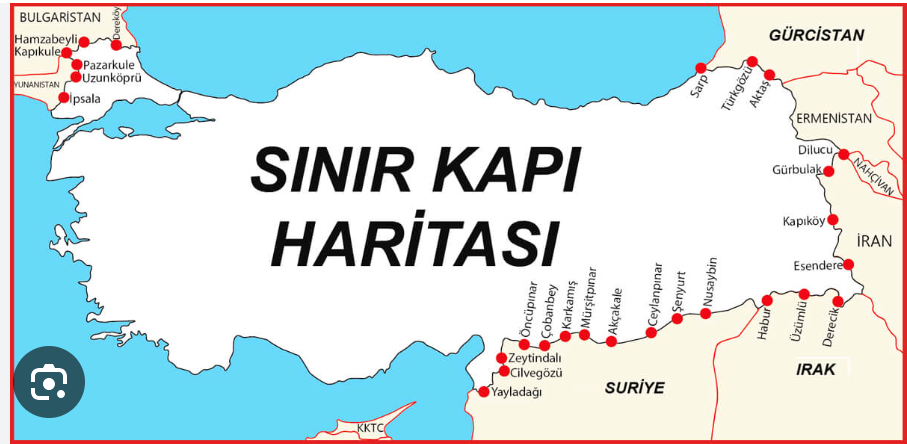 BULGARİSTAN
Dereköy
Hamzabeyli
Kapıkule
Pazarkule
Uzunköprü
YUNANİSTAN
İpsala
GÜRCİSTAN
Sarp
Türkgözü
Aktaş
ERMENİSTAN
Dilucu
NAHÇİVAN
Gürbulak
SINIR KAPI
HARİTASI
Kapıköy
İRAN
Esendere
Öncüpınar
Çobanbey
Karkamış
Mürşitpınar
Akçakale
Ceylanpınar
Şenyurt
Nusaybin
Habur
Üzümlü
Derecik
Zeytindalı
Cilvegözü
Yayladağı
SURİYE
IRAK
KKTC